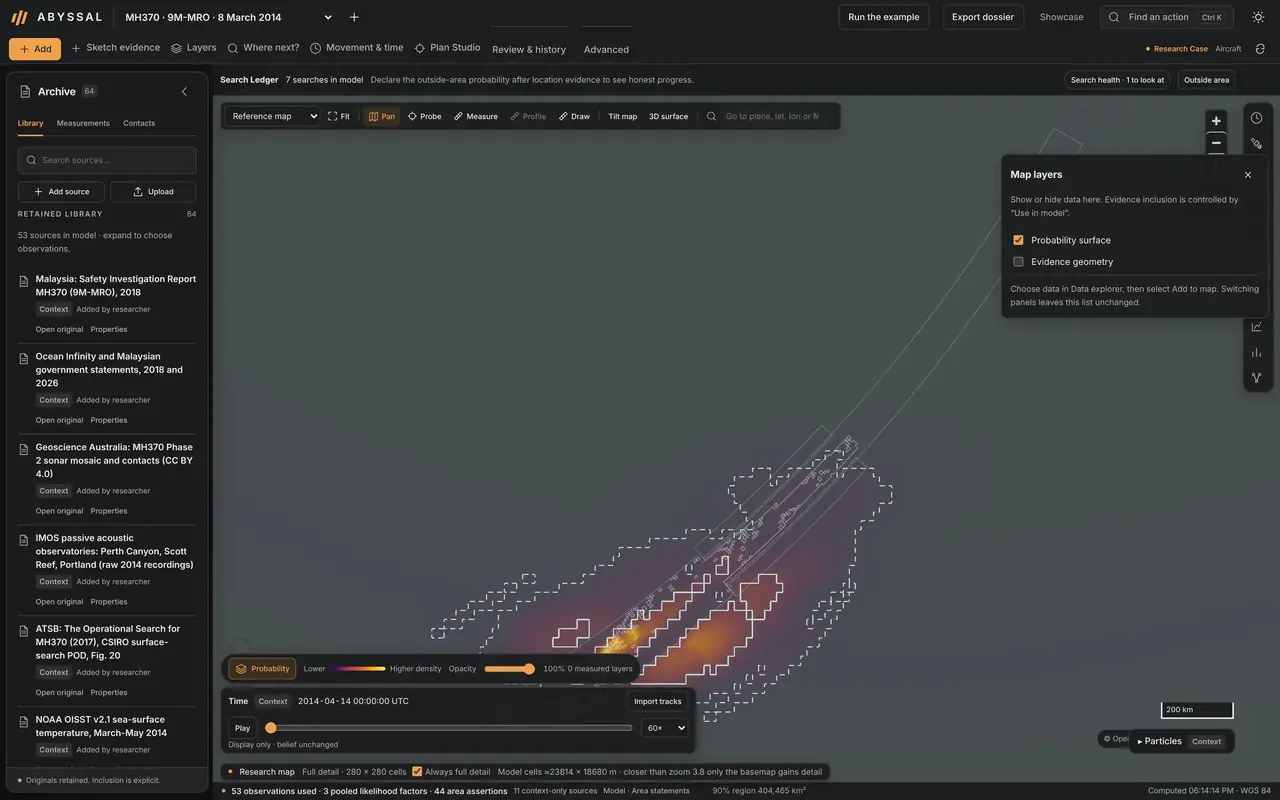 ABYSSAL
MH370 · 9M-MRO · 8 March 2014
Run the example
Export dossier
Showcase
Find an action
Ctrl K
Add
Sketch evidence
Layers
Where next?
Movement & time
Plan Studio
Review & history
Advanced
Research Case
Aircraft
Archive 64
Library
Measurements
Contacts
Search sources...
Add source
Upload
RETAINED LIBRARY 64
53 sources in model · expand to choose
observations.
Malaysia: Safety Investigation Report
MH370 (9M-MRO), 2018
Context Added by researcher
Open original Properties
Ocean Infinity and Malaysian
government statements, 2018 and
2026
Context Added by researcher
Open original Properties
Geoscience Australia: MH370 Phase
2 sonar mosaic and contacts (CC BY
4.0)
Context Added by researcher
Open original Properties
IMOS passive acoustic
observatories: Perth Canyon, Scott
Reef, Portland (raw 2014 recordings)
Context Added by researcher
Open original Properties
ATSB: The Operational Search for
MH370 (2017), CSIRO surface-
search POD, Fig. 20
Context Added by researcher
Open original Properties
NOAA OISST v2.1 sea-surface
temperature, March-May 2014
Context Added by researcher
Originals retained. Inclusion is explicit.
Search Ledger 7 searches in model Declare the outside-area probability after location evidence to see honest progress.
Search health · 1 to look at
Outside area
Reference map
Fit
Pan
Probe
Measure
Profile
Draw
Tilt map
3D surface
Go to place, lat, lon or M
Map layers
Show or hide data here. Evidence inclusion is controlled by
"Use in model".
Probability surface
Evidence geometry
Choose data in Data explorer, then select Add to map. Switching
panels leaves this list unchanged.
Probability
Lower
Higher density
Opacity
100% 0 measured layers
Time Context 2014-04-14 00:00:00 UTC
Import tracks
Play
60×
Display only · belief unchanged
200 km
© Ope
Particles Context
Research map Full detail · 280 × 280 cells Always full detail Model cells ≈23814 × 18680 m · closer than zoom 3.8 only the basemap gains detail
53 observations used · 3 pooled likelihood factors · 44 area assertions 11 context-only sources Model · Area statements 90% region 404,465 km²
Computed 06:14:14 PM · WGS 84